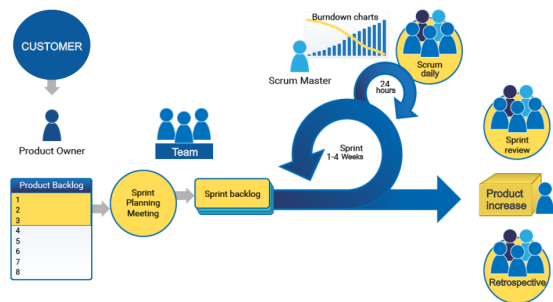 CUSTOMER
Product Owner
Product Backlog
1
2
3
4
5
6
7
8
Sprint
Planning
Meeting
Team
Sprint backlog
Scrum Master
Burndown charts
Scrum
daily
24
hours
Sprint
1-4 Weeks
Sprint
review
Product
increase
Retrospective